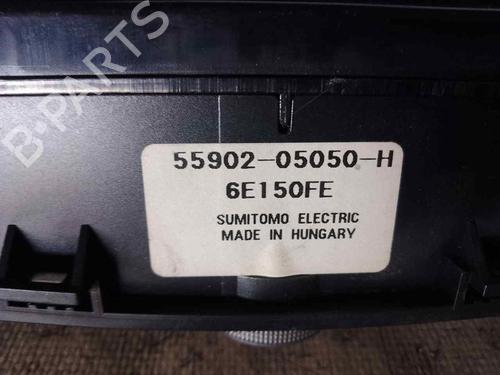 B-PARTS
55902-05050-H
6E150FE
SUMITOMO ELECTRIC
MADE IN HUNGARY